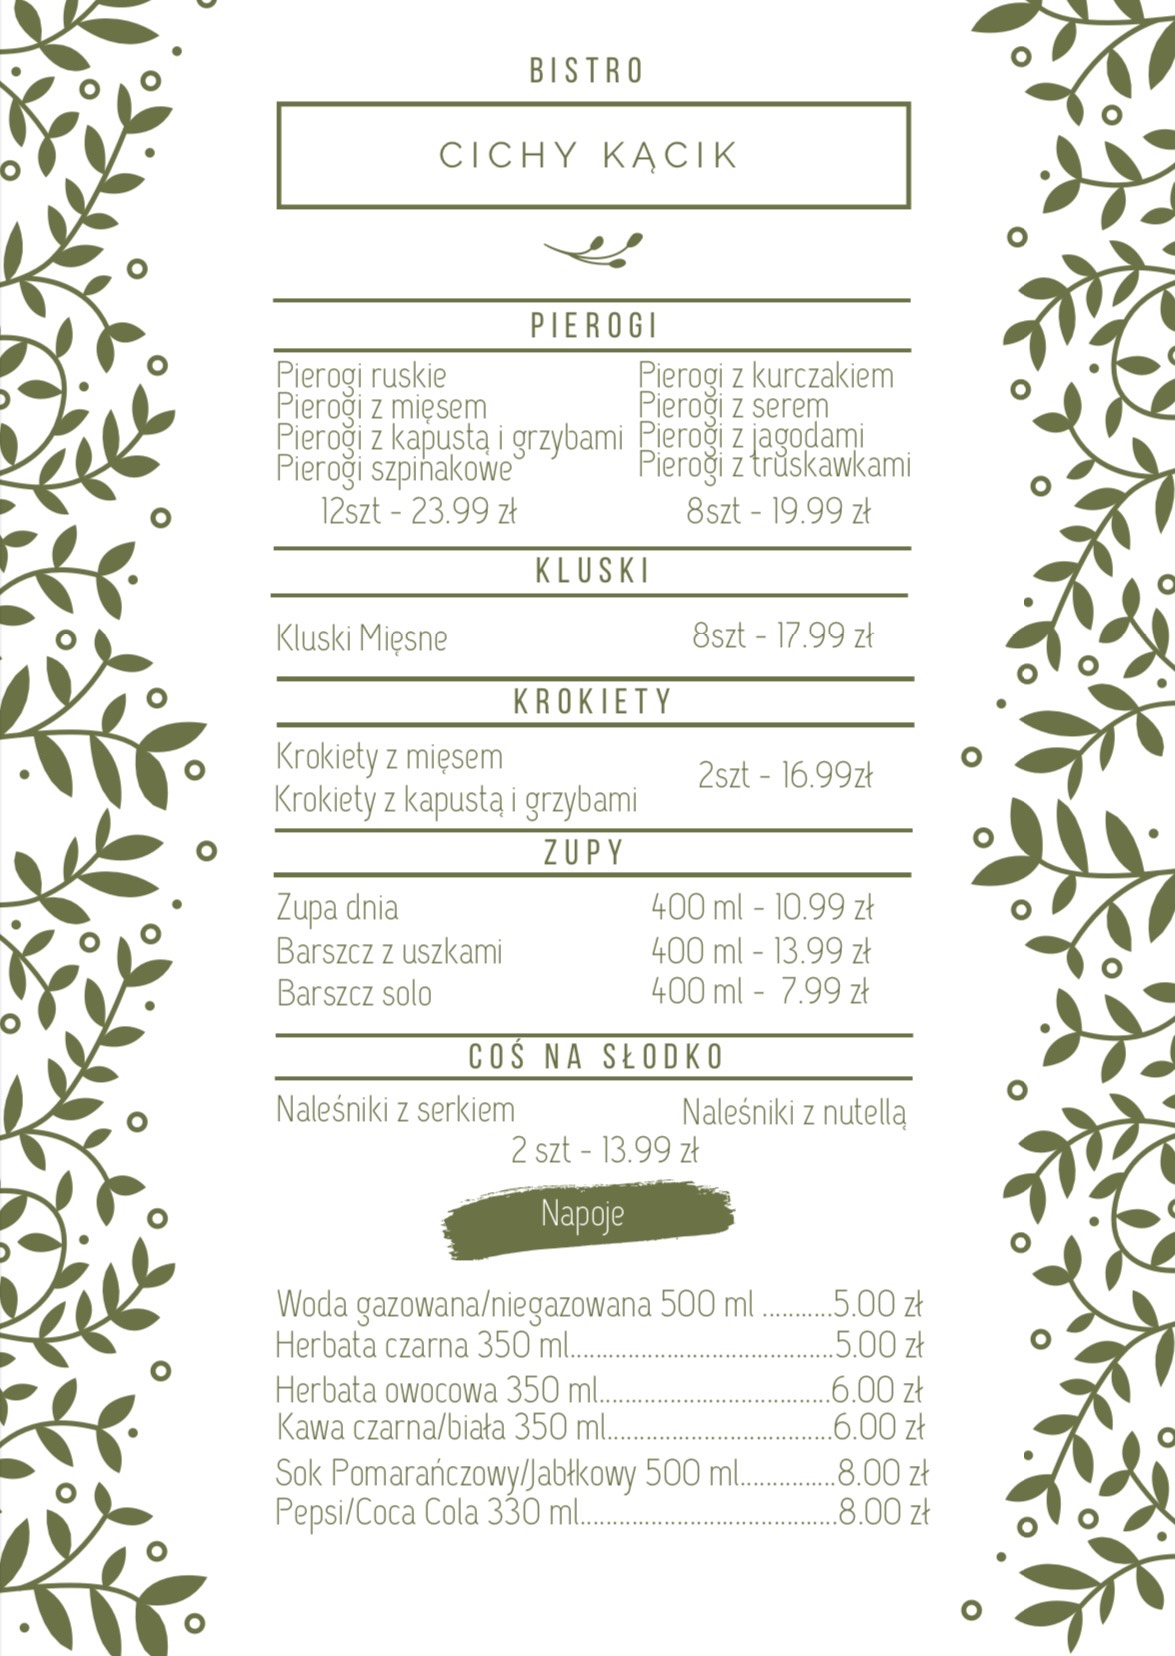 BISTRO
CICHY KĄCIK
PIEROGI
Pierogi ruskie
Pierogi z mięsem
Pierogi z kapustą i grzybami
Pierogi szpinakowe
12szt - 23.99 zł
Pierogi z kurczakiem
Pierogi z serem
Pierogi z jagodami
Pierogi z truskawkami
8szt - 19.99 zł
KLUSKI
Kluski Mięsne 8szt - 17.99 zł
KROKIETY
Krokiety z mięsem
Krokiety z kapustą i grzybami
2szt - 16.99zł
ZUPY
Zupa dnia 400 ml - 10.99 zł
Barszcz z uszkami 400 ml - 13.99 zł
Barszcz solo 400 ml - 7.99 zł
COŚ NA SŁODKO
Naleśniki z serkiem Naleśniki z nutellą
2 szt - 13.99 zł
Napoje
Woda gazowana/niegazowana 500 ml ...........5.00 zł
Herbata czarna 350 ml.........................................5.00 zł
Herbata owocowa 350 ml....................................6.00 zł
Kawa czarna/biała 350 ml...................................6.00 zł
Sok Pomarańczowy/Jabłkowy 500 ml...............8.00 zł
Pepsi/Coca Cola 330 ml........................................8.00 zł